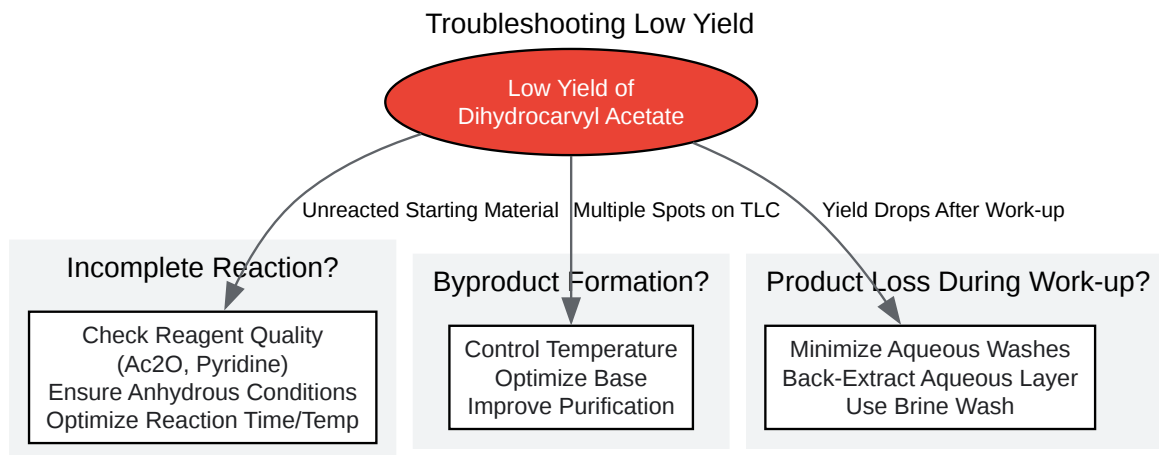 Troubleshooting Low Yield
Low Yield of
Dihydrocarvyl Acetate
Unreacted Starting Material
Multiple Spots on TLC
Yield Drops After Work-up
Incomplete Reaction?
Check Reagent Quality
(Ac2O, Pyridine)
Ensure Anhydrous Conditions
Optimize Reaction Time/Temp
Byproduct Formation?
Control Temperature
Optimize Base
Improve Purification
Product Loss During Work-up?
Minimize Aqueous Washes
Back-Extract Aqueous Layer
Use Brine Wash